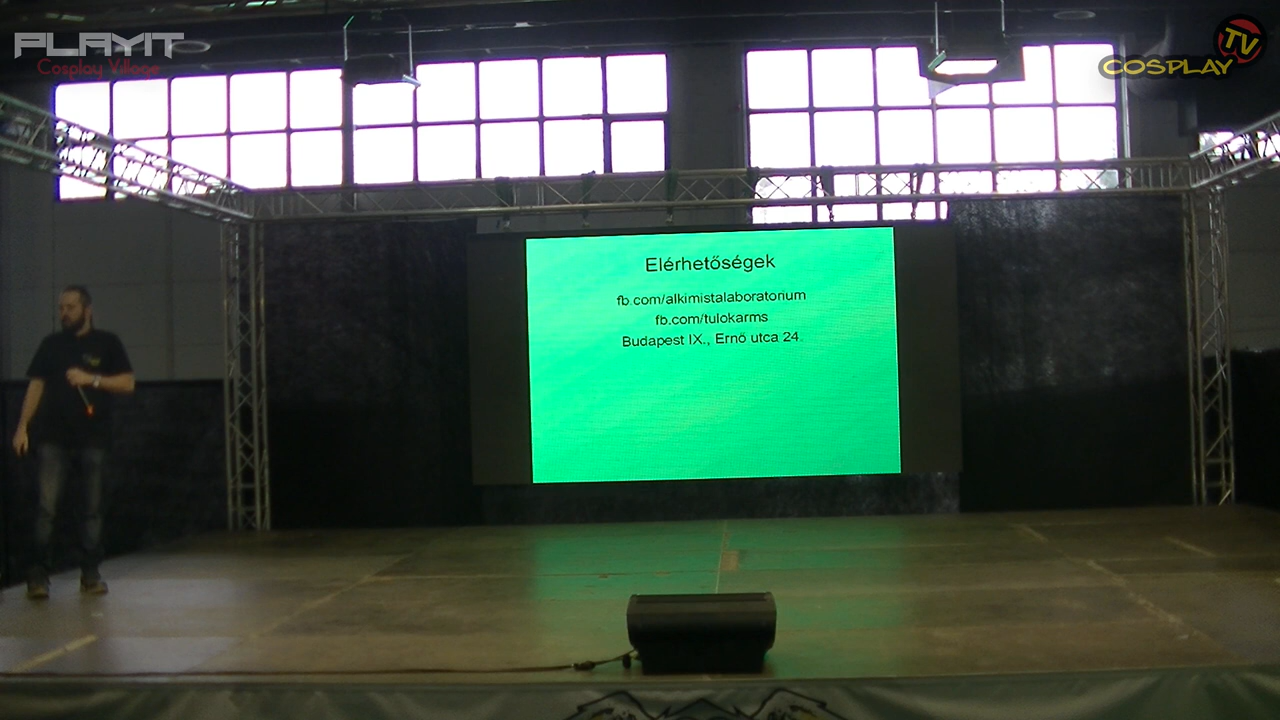 PLAYIT
Cosplay Village
COSPLAY TV
Elérhetőségek
fb.com/alkimistalaboratorium
fb.com/tulokarms
Budapest IX., Ernő utca 24.